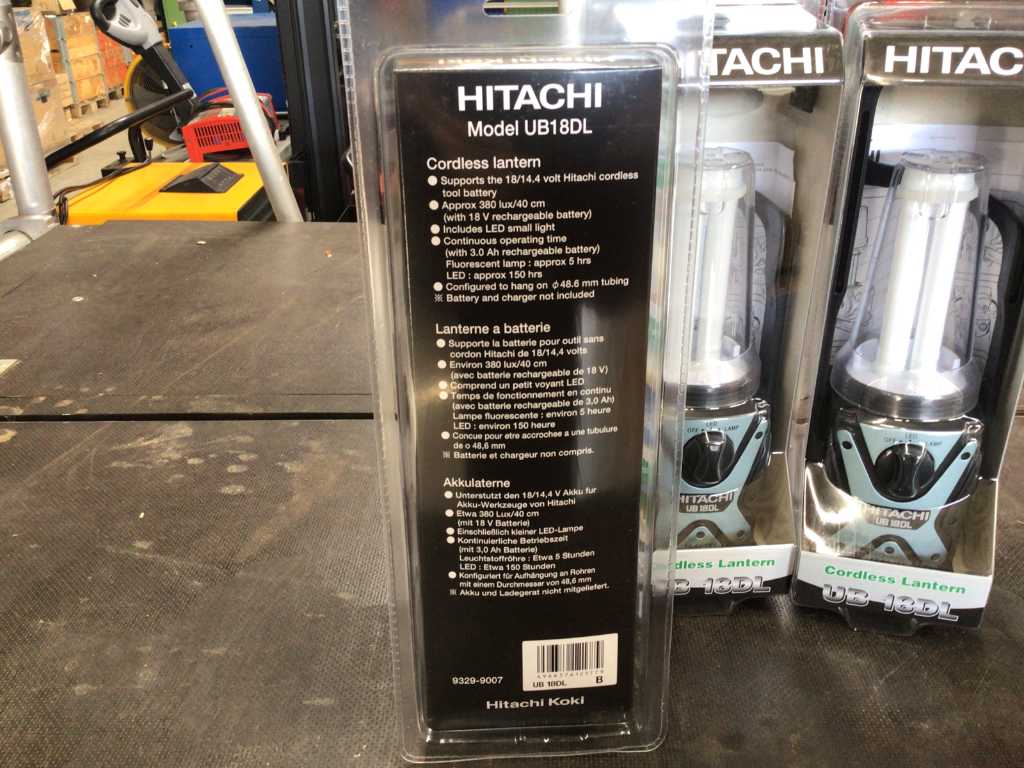 HITACHI
Model UB18DL
Cordless lantern
● Supports the 18/14.4 volt Hitachi cordless
tool battery
● Approx 380 lux/40 cm
(with 18 V rechargeable battery)
● Includes LED small light
● Continuous operating time
(with 3.0 Ah rechargeable battery)
Fluorescent lamp : approx 5 hrs
LED : approx 150 hrs
● Configured to hang on φ48.6 mm tubing
※ Battery and charger not included
Lanterne a batterie
● Supporte la batterie pour outil sans
cordon Hitachi de 18/14,4 volts
● Environ 380 lux/40 cm
(avec batterie rechargeable de 18 V)
● Comprend un petit voyant LED
● Temps de fonctionnement en continu
(avec batterie rechargeable de 3,0 Ah)
Lampe fluorescente : environ 5 heure
LED : environ 150 heure
● Concue pour etre accrochee a une tubulure
de o 48,6 mm
※ Batterie et chargeur non compris.
Akkulaterne
● Unterstutzt den 18/14,4 V Akku fur
Akku-Werkzeuge von Hitachi
● Etwa 380 Lux/40 cm
(mit 18 V Batterie)
● Einschließlich kleiner LED-Lampe
● Kontinuierliche Betriebszeit
(mit 3,0 Ah Batterie)
Leuchtstoffröhre : Etwa 5 Stunden
LED : Etwa 150 Stunden
● Konfiguriert für Aufhängung an Rohren
mit einem Durchmesser von 48,6 mm
※ Akku und Ladegerat nicht mitgeliefert.
9329-9007
UB 18DL B
Hitachi Koki
ITACHI
LED
OFF LAMP
HITACHI
UB 18DL
rdless Lantern
B 18DL
HITAC
LED
OFF LAMP
HITACHI
UB 18DL
Cordless Lantern
UB 18DL